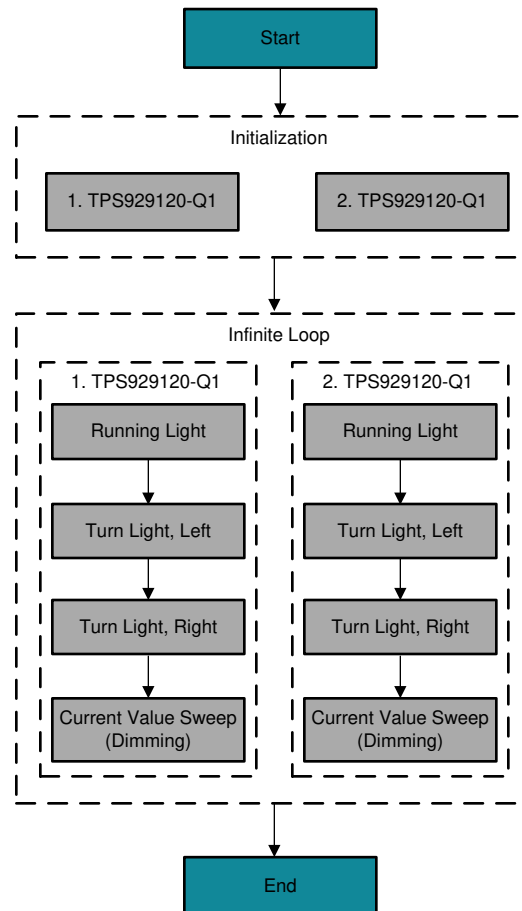 Start
Initialization
1. TPS929120-Q1
2. TPS929120-Q1
Infinite Loop
1. TPS929120-Q1
Running Light
Turn Light, Left
Turn Light, Right
Current Value Sweep
(Dimming)
2. TPS929120-Q1
Running Light
Turn Light, Left
Turn Light, Right
Current Value Sweep
(Dimming)
End